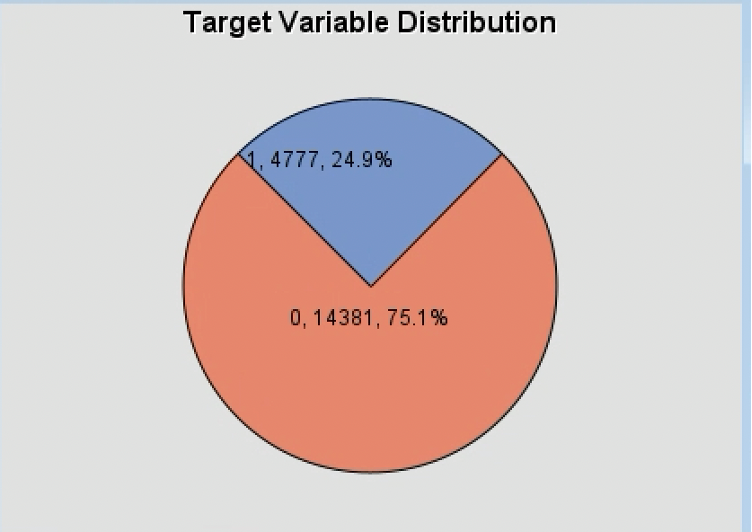 Target Variable Distribution
1, 4777, 24.9%
0, 14381, 75.1%